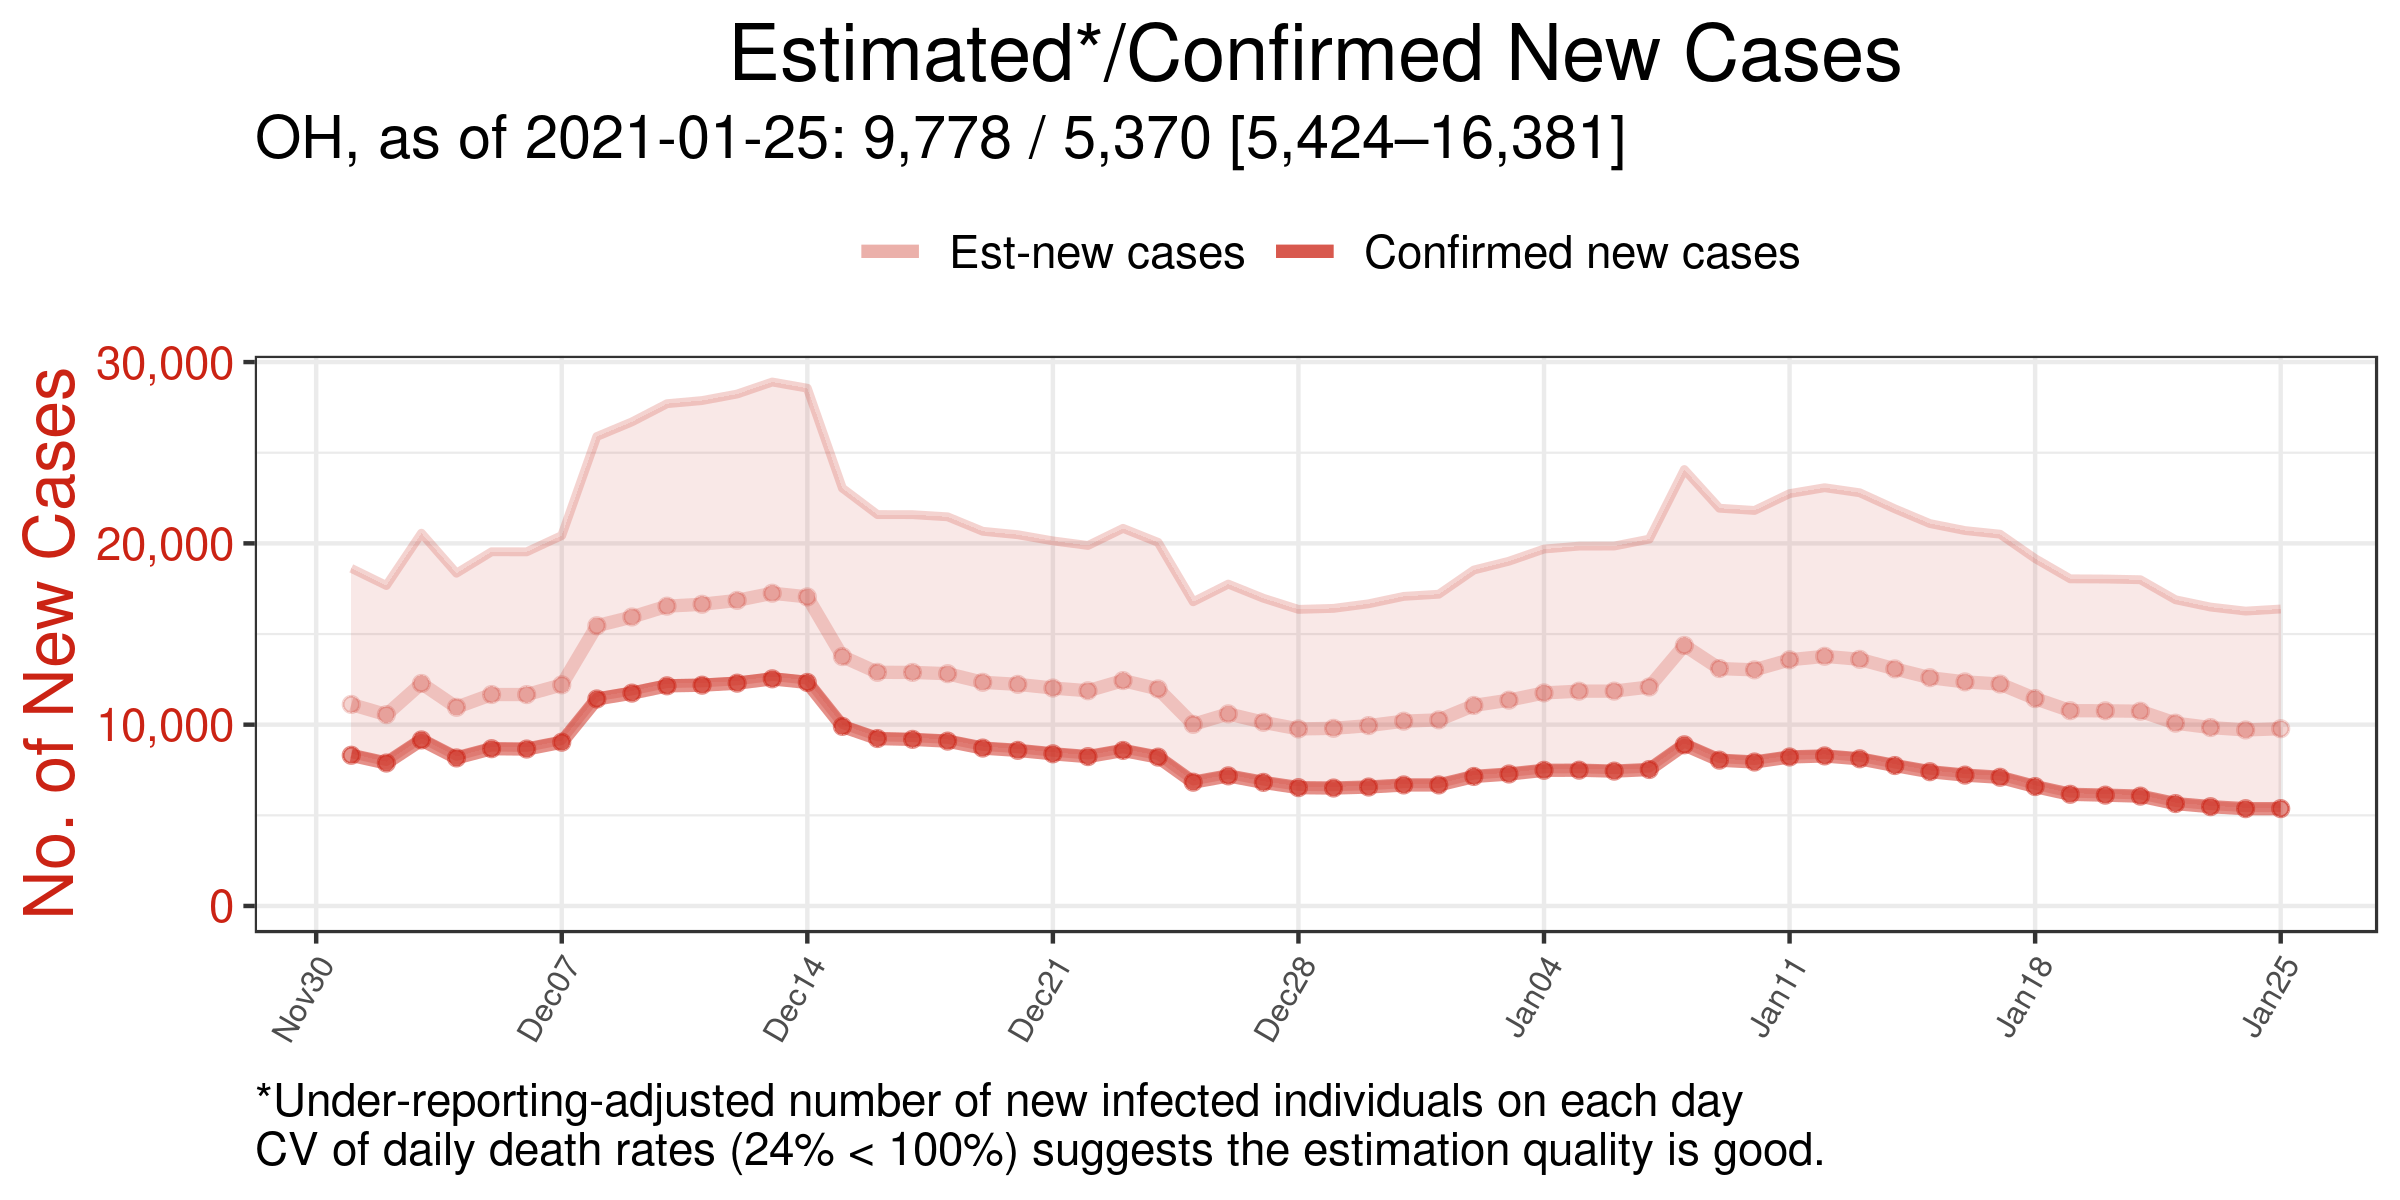 Estimated*/Confirmed New Cases
OH, as of 2021-01-25: 9,778 / 5,370 [5,424–16,381]
Est-new cases Confirmed new cases
No. of New Cases
30,000
20,000
10,000
0
Nov30 Dec07 Dec14 Dec21 Dec28 Jan04 Jan11 Jan18 Jan25
*Under-reporting-adjusted number of new infected individuals on each day
CV of daily death rates (24% < 100%) suggests the estimation quality is good.